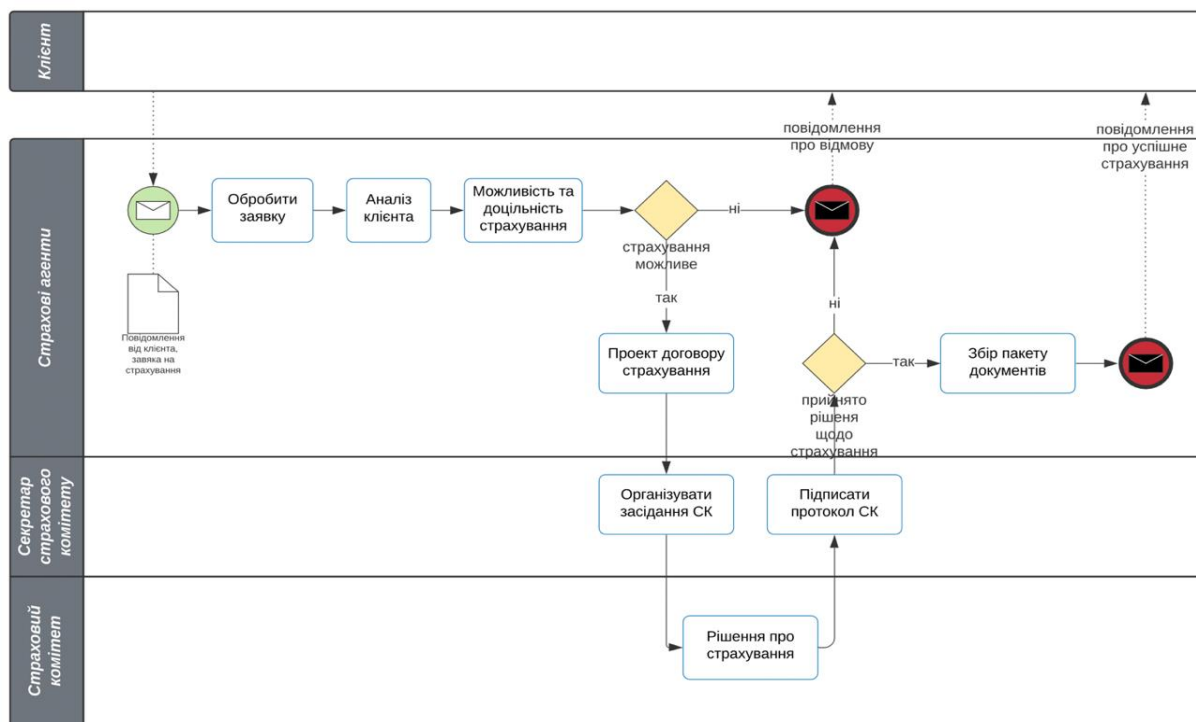 Клієнт
повідомлення
про відмову
повідомлення
про успішне
страхування
Страхові агенти
Обробити
заявку
Аналіз
клієнта
Можливість та
доцільність
страхування
ні
страхування
можливе
так
Повідомлення
від клієнта,
завяка на
страхування
Проект договору
страхування
ні
так
Збір пакету
документів
прийнято
рішеня
щодо
страхування
Секретар
страхового
комітету
Організувати
засідання СК
Підписати
протокол СК
Страховий
комітет
Рішення про
страхування